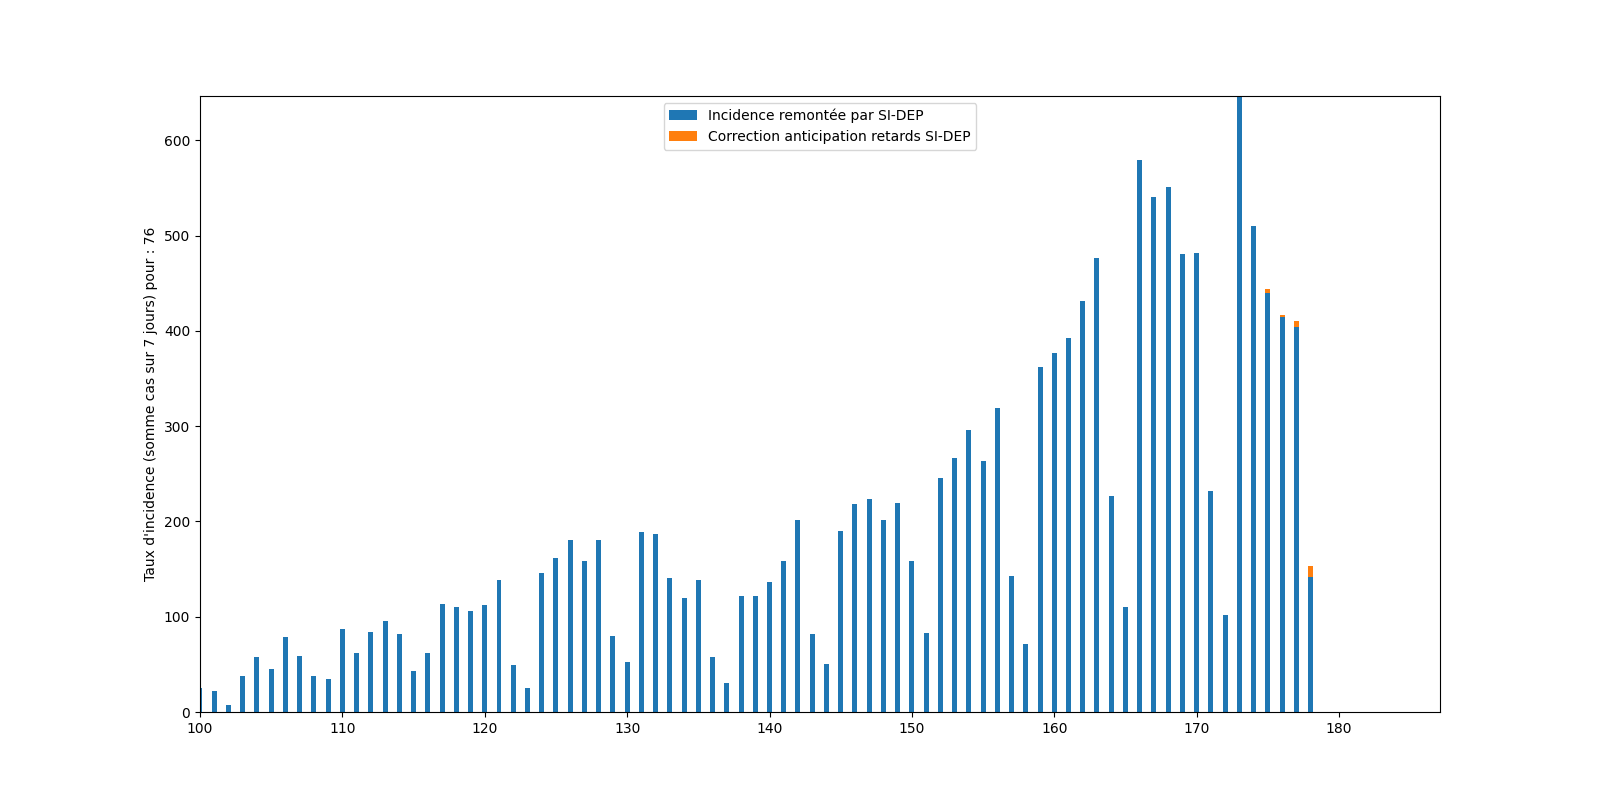 Incidence remontée par SI-DEP
Correction anticipation retards SI-DEP
Taux d'incidence (somme cas sur 7 jours) pour : 76
600
500
400
300
200
100
0
100 110 120 130 140 150 160 170 180